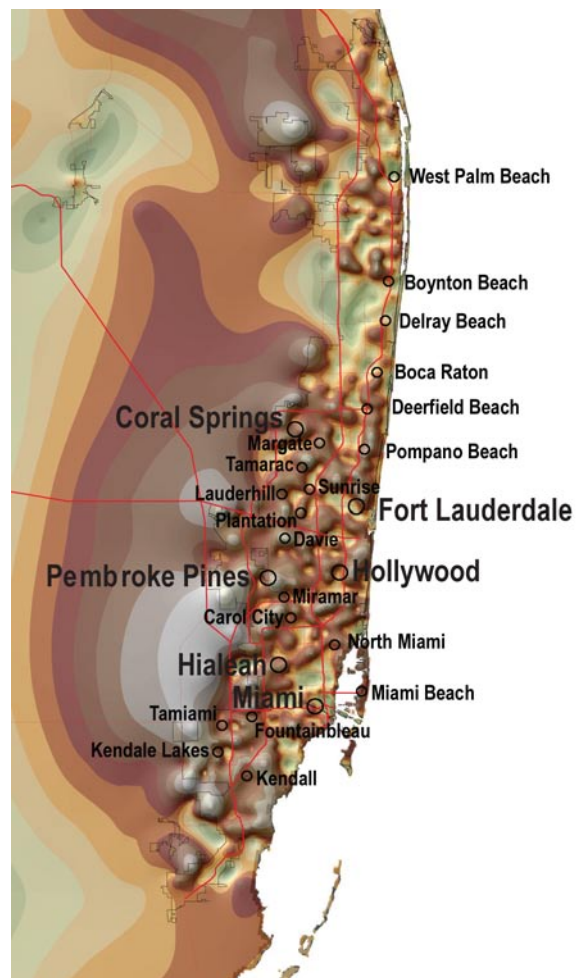 West Palm Beach
Boynton Beach
Delray Beach
Boca Raton
Deerfield Beach
Coral Springs
Margate
Pompano Beach
Tamarac
Lauderhill
Sunrise
Fort Lauderdale
Plantation
Davie
Pembroke Pines
Hollywood
Miramar
Carol City
North Miami
Hialeah
Miami Beach
Miami
Tamiami
Fountainbleau
Kendale Lakes
Kendall